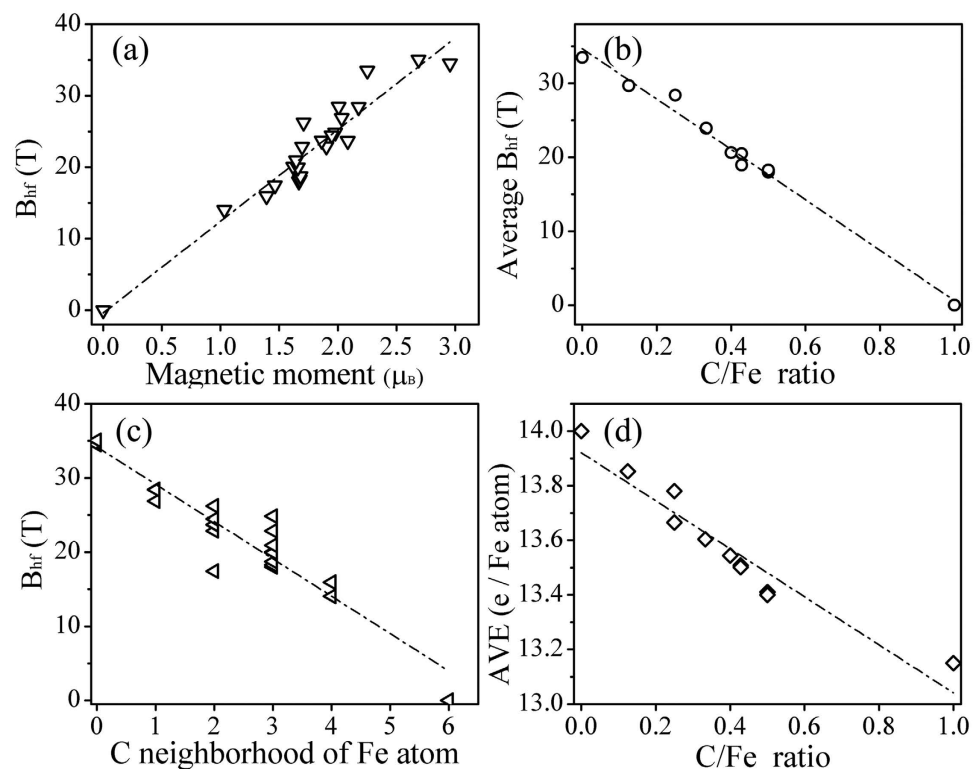 (a)
40
30
20
10
0
B_hf (T)
0.0 0.5 1.0 1.5 2.0 2.5 3.0
Magnetic moment (μ_B)
(b)
30
20
10
0
Average B_hf (T)
0.0 0.2 0.4 0.6 0.8 1.0
C/Fe ratio
(c)
40
30
20
10
0
B_hf (T)
0 1 2 3 4 5 6
C neighborhood of Fe atom
(d)
14.0
13.8
13.6
13.4
13.2
13.0
AVE (e / Fe atom)
0.0 0.2 0.4 0.6 0.8 1.0
C/Fe ratio